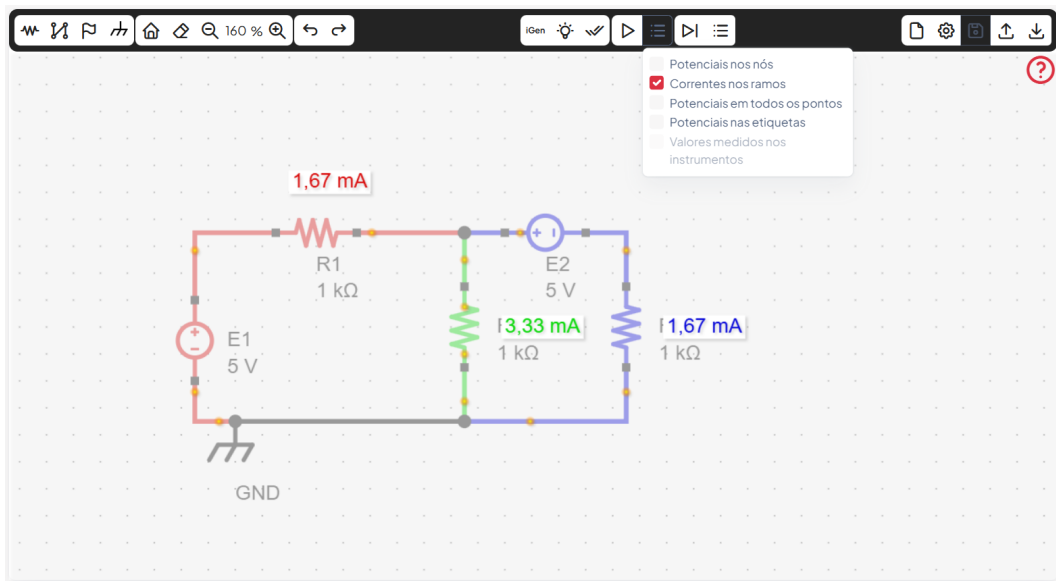 160 %
iGen
Potenciais nos nós
Correntes nos ramos
Potenciais em todos os pontos
Potenciais nas etiquetas
Valores medidos nos
instrumentos
?
1,67 mA
R1
1 kΩ
E2
5 V
E1
5 V
3,33 mA
1 kΩ
1,67 mA
1 kΩ
GND